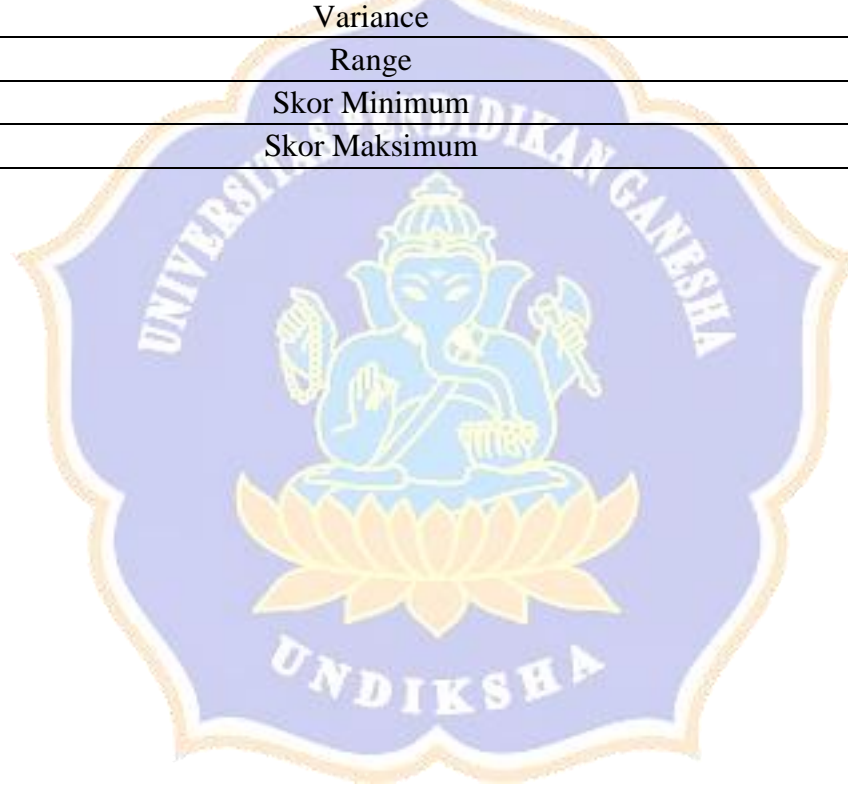 Variance
Range
Skor Minimum
Skor Maksimum
UNIVERSITAS PENDIDIKAN GANESHA
UNDIKSHA